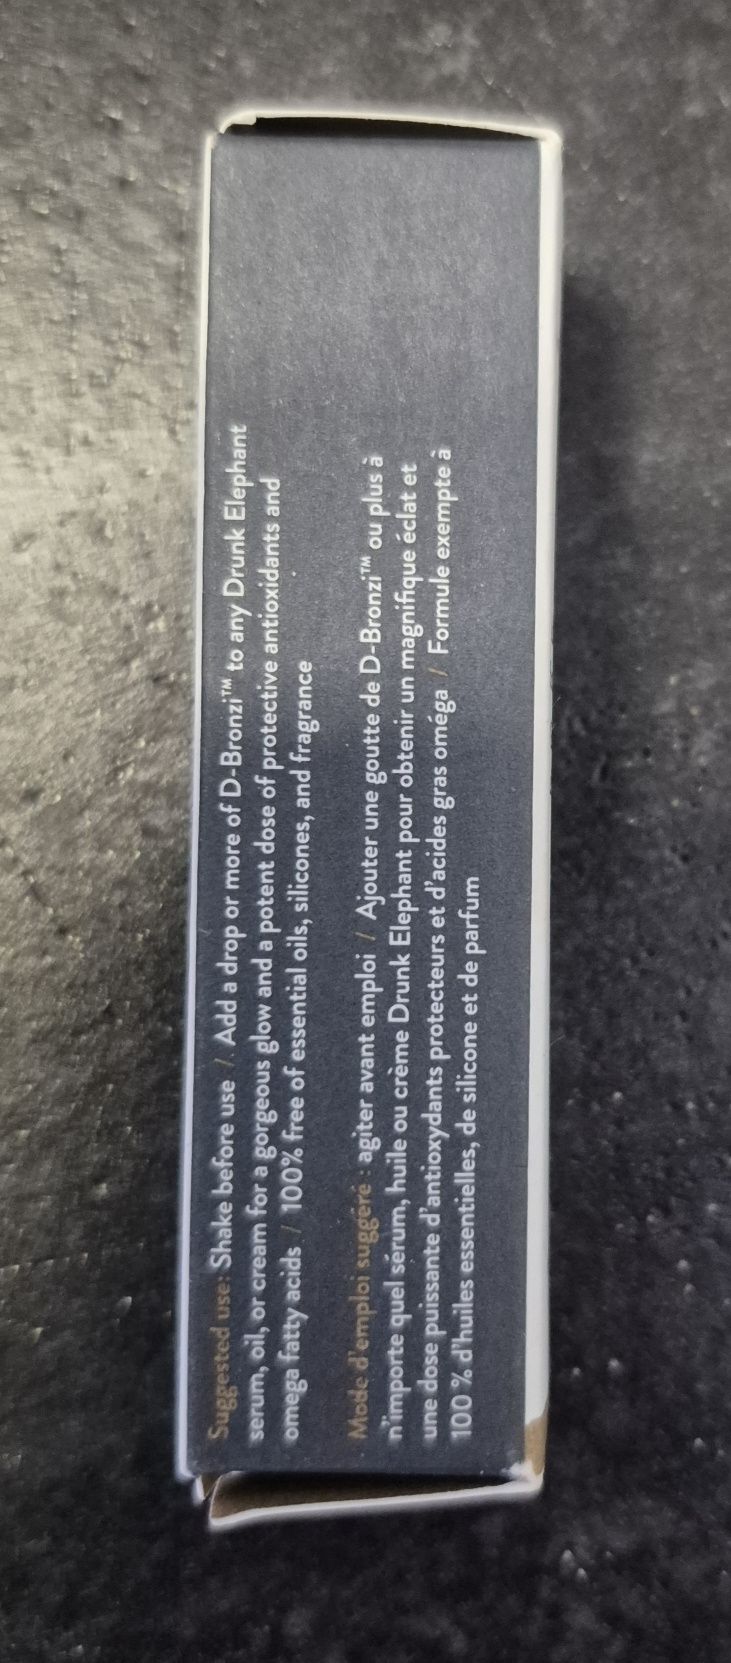 Suggested use: Shake before use / Add a drop or more of D-Bronzi™ to any Drunk Elephant
serum, oil, or cream for a gorgeous glow and a potent dose of protective antioxidants and
omega fatty acids / 100% free of essential oils, silicones, and fragrance
Mode d'emploi suggéré : agiter avant emploi / Ajouter une goutte de D-Bronzi™ ou plus à
n'importe quel sérum, huile ou crème Drunk Elephant pour obtenir un magnifique éclat et
une dose puissante d'antioxydants protecteurs et d'acides gras oméga / Formule exempte à
100 % d'huiles essentielles, de silicone et de parfum